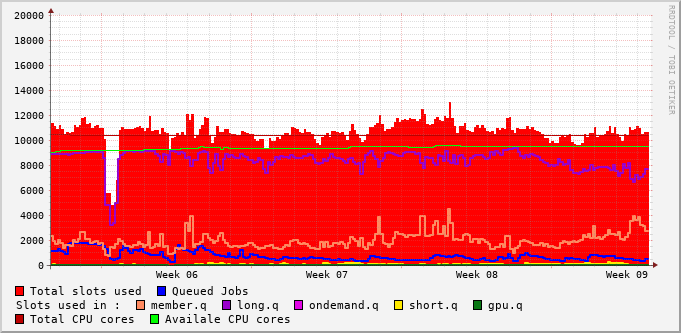 20000
18000
16000
14000
12000
10000
8000
6000
4000
2000
0
Week 06 Week 07 Week 08 Week 09
RRDTOOL / TOBI OETIKER
Total slots used Queued Jobs
Slots used in : member.q long.q ondemand.q short.q gpu.q
Total CPU cores Availale CPU cores